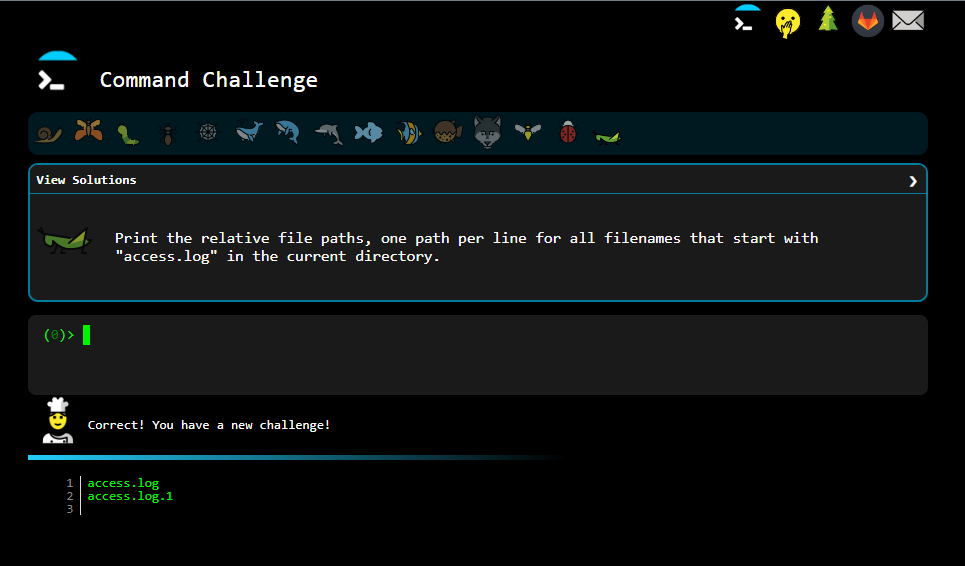 Command Challenge
View Solutions
Print the relative file paths, one path per line for all filenames that start with
"access.log" in the current directory.
(0)>
Correct! You have a new challenge!
1 access.log
2 access.log.1
3